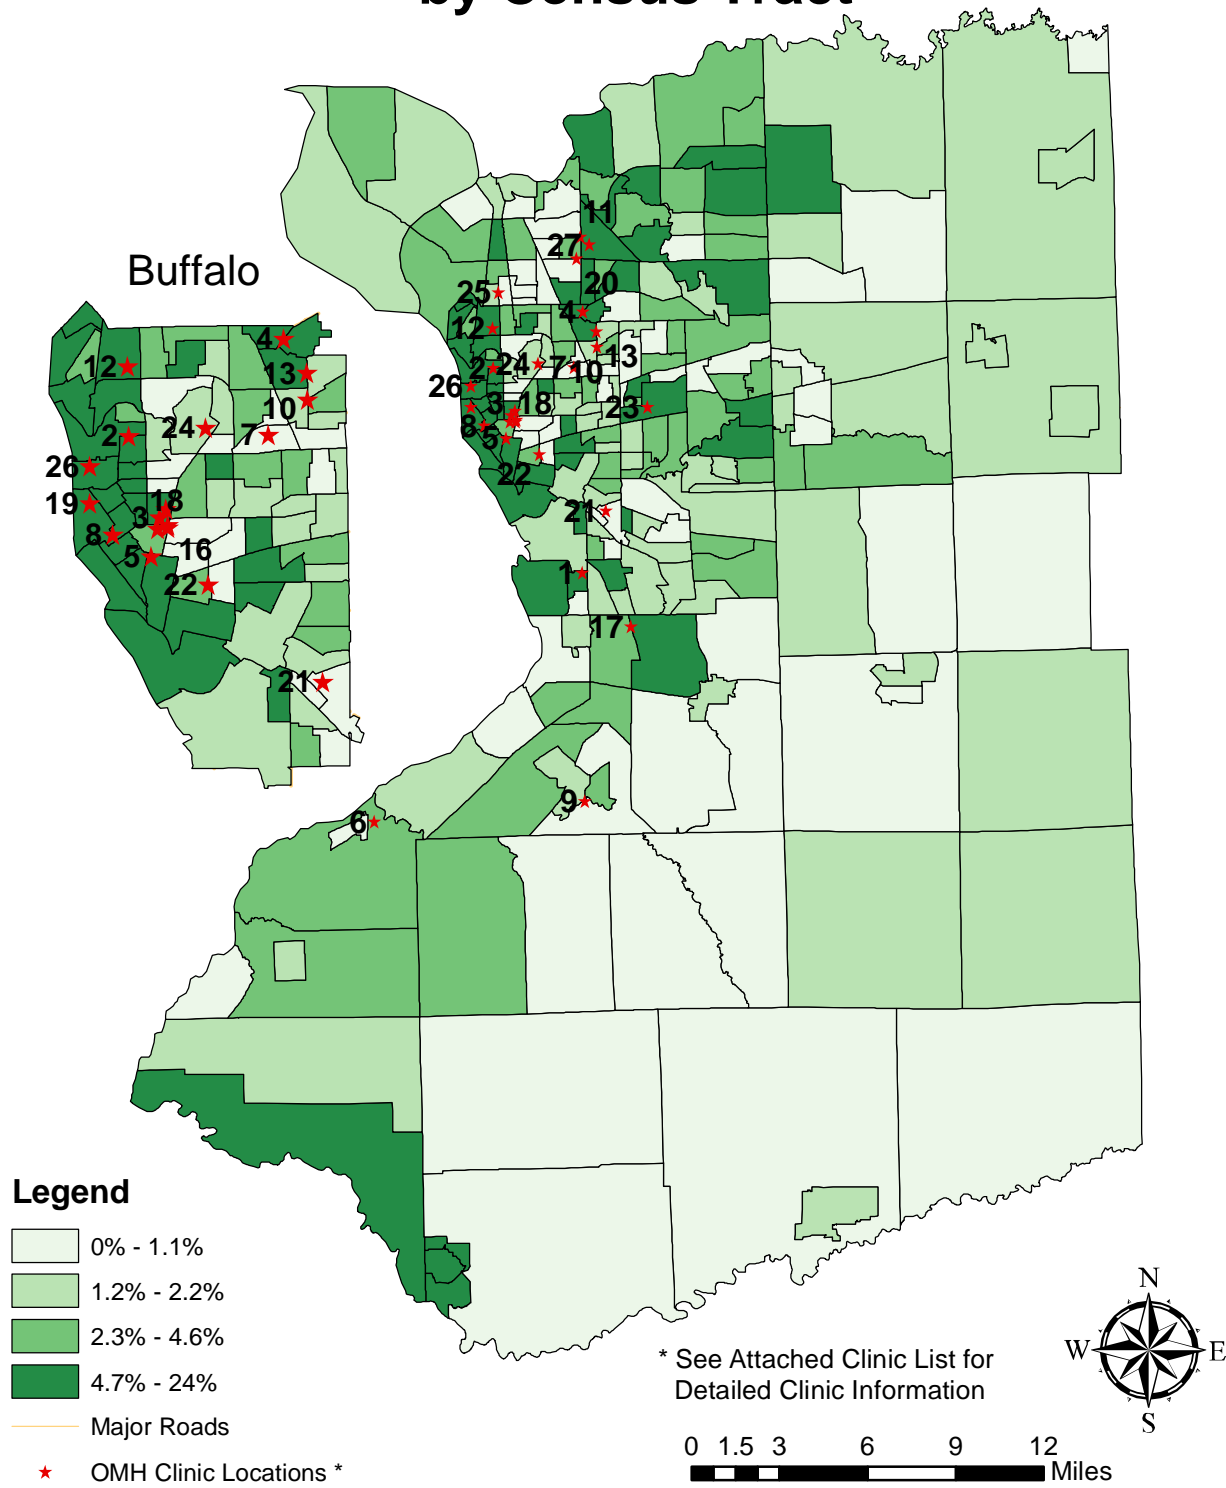 by Census Tract
Buffalo
4
12
13
10
2
24
7
26
19
18
3
8
16
5
22
21
11
27
20
25
4
12
13
2
24
7
10
26
3
18
23
8
5
22
21
1
17
9
6
Legend
0% - 1.1%
1.2% - 2.2%
2.3% - 4.6%
4.7% - 24%
Major Roads
OMH Clinic Locations *
* See Attached Clinic List for
Detailed Clinic Information
N
W
E
S
0 1.5 3 6 9 12
Miles